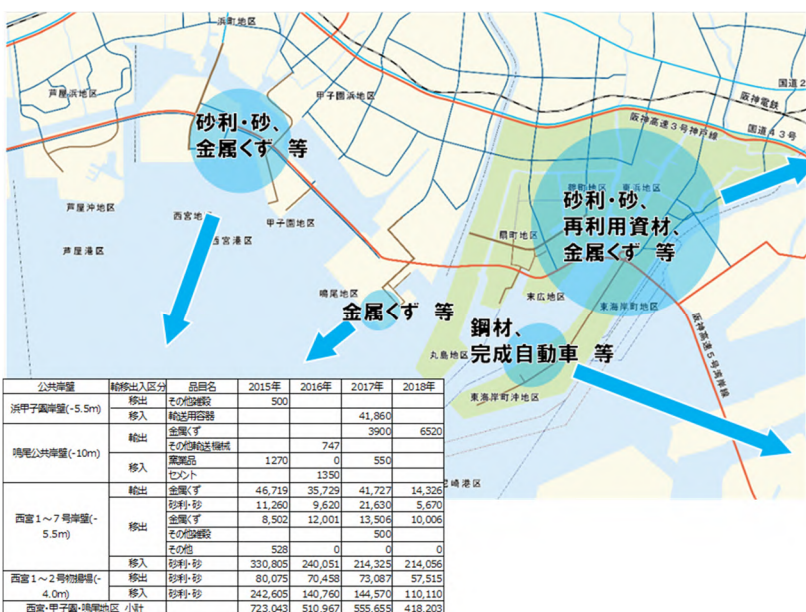 浜町地区
国道2
阪神電鉄
芦屋浜地区
甲子園浜地区
阪神高速3号神戸線
国道43号
砂利・砂、
金属くず 等
東浜地区
砂利・砂、
再利用資材、
金属くず 等
芦屋沖地区
西宮地
甲子園地区
西宮港区
芦屋港区
扇町地区
鳴尾地区
末広地区
東海岸町地区
金属くず 等
鋼材、
完成自動車 等
丸島地区
阪神高速5号湾岸線
東海岸町沖地区
尼崎港区
公共岸壁 輸移出入区分 品目名 2015年 2016年 2017年 2018年
浜甲子園岸壁(-5.5m) 移出 その他雑穀 500
移入 輸送用容器 41,860
鳴尾公共岸壁(-10m) 輸出 金属くず 3900 6520
その他輸送機械 747
移入 窯業品 1270 0 550
セメント 1350
西宮1~7号岸壁(-5.5m) 輸出 金属くず 46,719 35,729 41,727 14,326
移出 砂利・砂 11,260 9,620 21,630 5,670
金属くず 8,502 12,001 13,506 10,006
その他雑穀 500
その他 528 0 0 0
移入 砂利・砂 330,805 240,051 214,325 214,056
西宮1~2号物揚場(-4.0m) 移出 砂利・砂 80,075 70,458 73,087 57,515
移入 砂利・砂 242,605 140,760 144,570 110,110
西宮・甲子園・鳴尾地区 小計 723,043 510,967 555,655 418,203